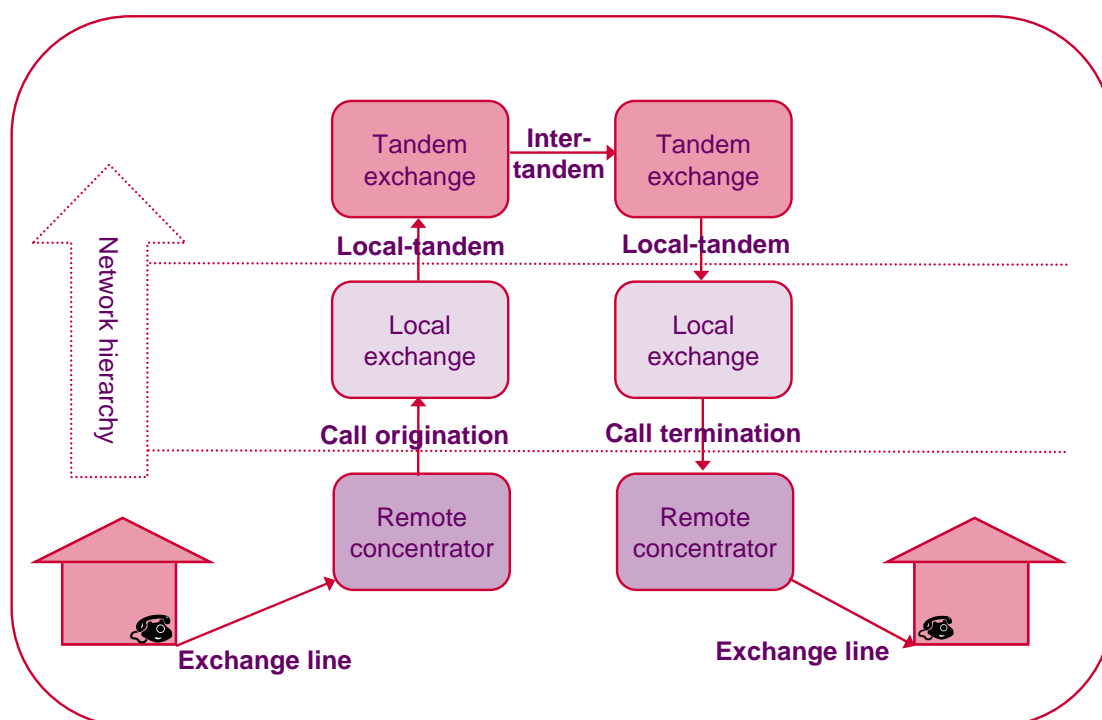 Tandem
exchange
Inter-
tandem
Tandem
exchange
Local-tandem
Local-tandem
Network hierarchy
Local
exchange
Local
exchange
Call origination
Call termination
Remote
concentrator
Remote
concentrator
Exchange line
Exchange line